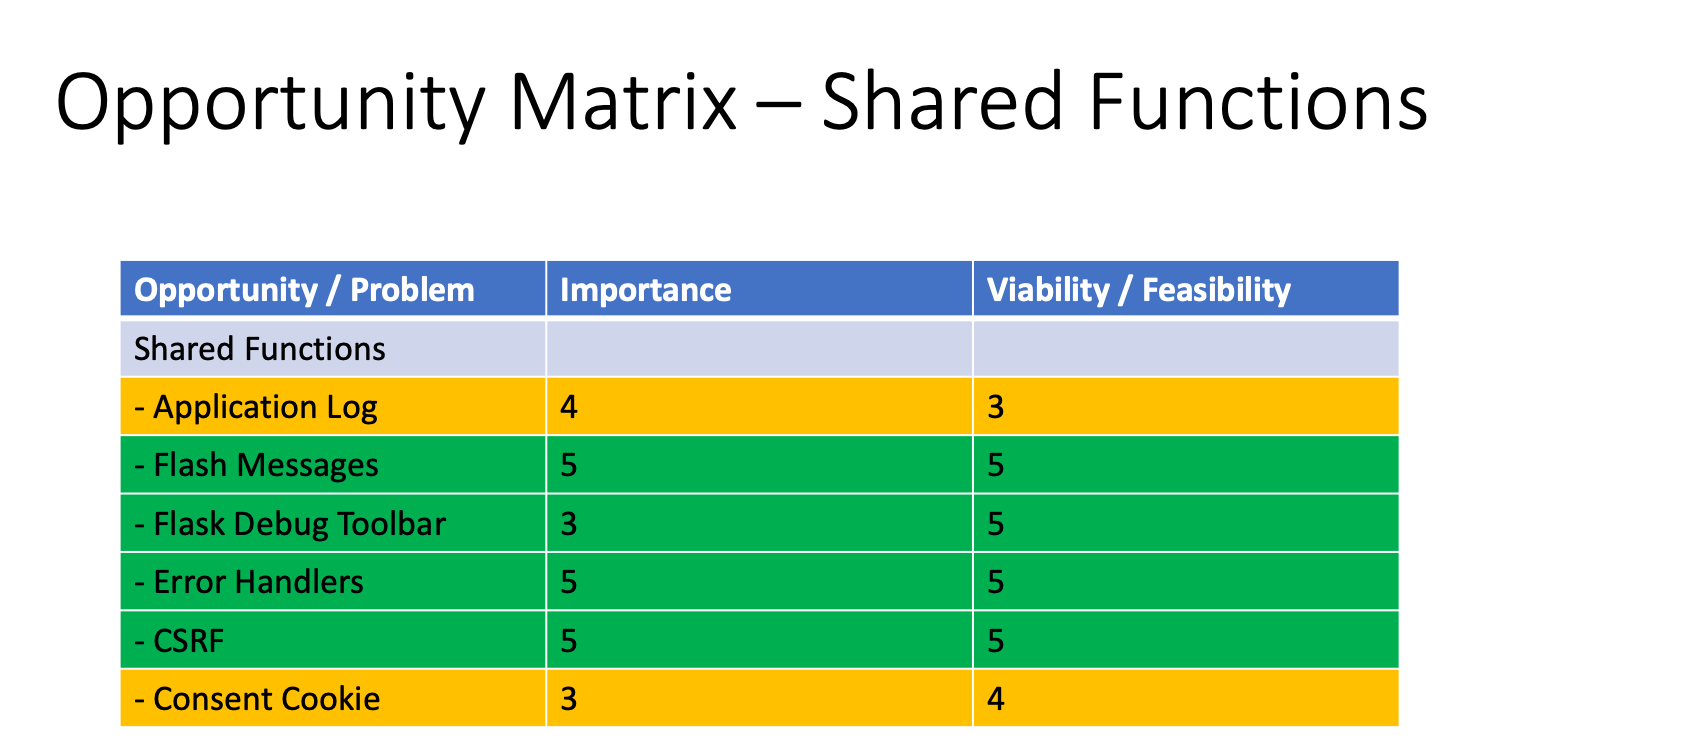 Opportunity Matrix – Shared Functions
Opportunity / Problem Importance Viability / Feasibility
Shared Functions
- Application Log 4 3
- Flash Messages 5 5
- Flask Debug Toolbar 3 5
- Error Handlers 5 5
- CSRF 5 5
- Consent Cookie 3 4